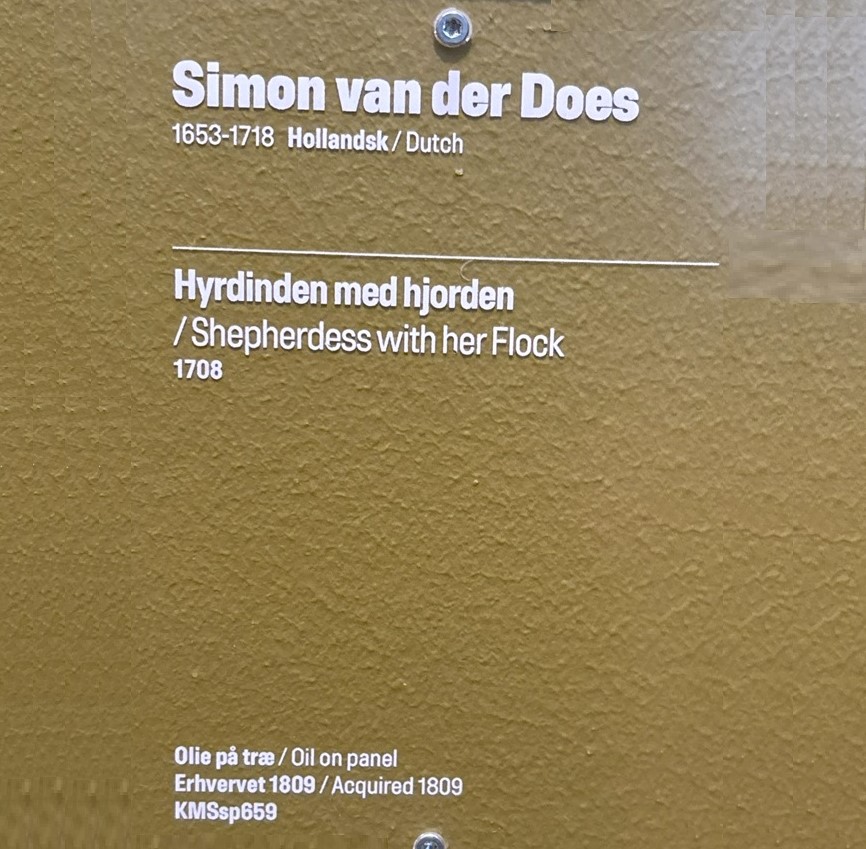 Simon van der Does
1653-1718 Hollandsk / Dutch
Hyrdinden med hjorden
/ Shepherdess with her Flock
1708
Olie på træ / Oil on panel
Erhvervet 1809 / Acquired 1809
KMSsp659